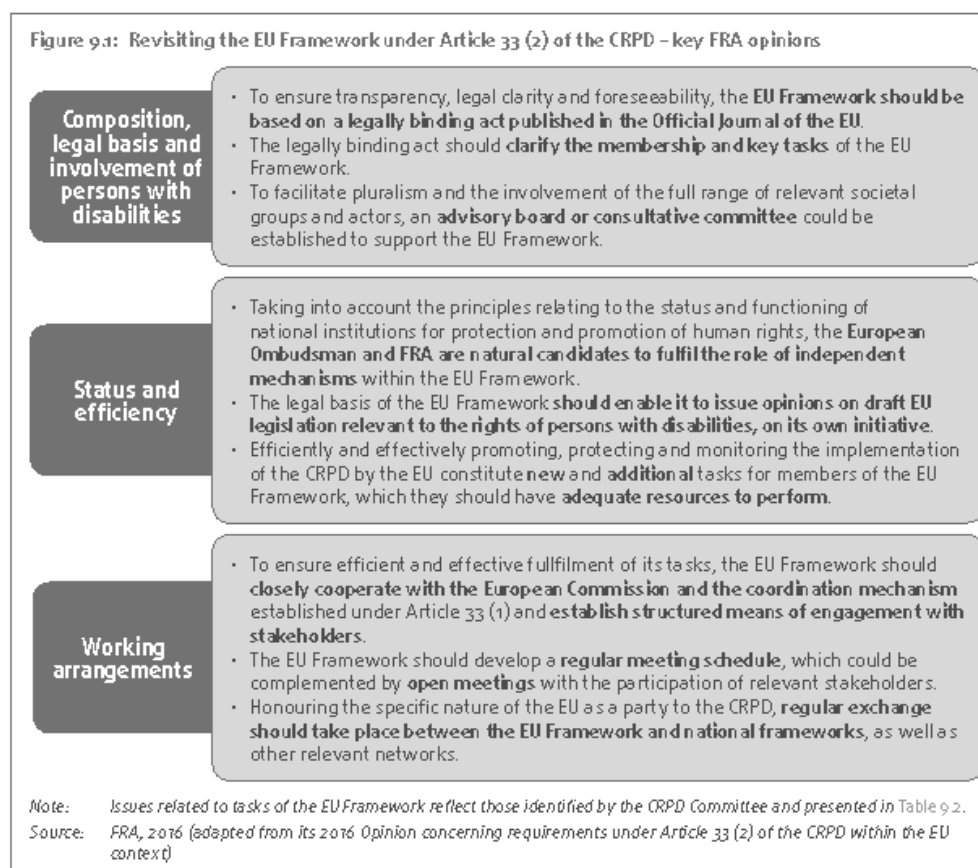 Figure 9.1: Revisiting the EU Framework under Article 33 (2) of the CRPD – key FRA opinions
Composition,
legal basis and
involvement of
persons with
disabilities
• To ensure transparency, legal clarity and foreseeability, the EU Framework should be
based on a legally binding act published in the Official Journal of the EU.
• The legally binding act should clarify the membership and key tasks of the EU
Framework.
• To facilitate pluralism and the involvement of the full range of relevant societal
groups and actors, an advisory board or consultative committee could be
established to support the EU Framework.
Status and
efficiency
• Taking into account the principles relating to the status and functioning of
national institutions for protection and promotion of human rights, the European
Ombudsman and FRA are natural candidates to fulfil the role of independent
mechanisms within the EU Framework.
• The legal basis of the EU Framework should enable it to issue opinions on draft EU
legislation relevant to the rights of persons with disabilities, on its own initiative.
• Efficiently and effectively promoting, protecting and monitoring the implementation
of the CRPD by the EU constitute new and additional tasks for members of the EU
Framework, which they should have adequate resources to perform.
Working
arrangements
• To ensure efficient and effective fullfilment of its tasks, the EU Framework should
closely cooperate with the European Commission and the coordination mechanism
established under Article 33 (1) and establish structured means of engagement with
stakeholders.
• The EU Framework should develop a regular meeting schedule, which could be
complemented by open meetings with the participation of relevant stakeholders.
• Honouring the specific nature of the EU as a party to the CRPD, regular exchange
should take place between the EU Framework and national frameworks, as well as
other relevant networks.
Note: Issues related to tasks of the EU Framework reflect those identified by the CRPD Committee and presented in Table 9.2.
Source: FRA, 2016 (adapted from its 2016 Opinion concerning requirements under Article 33 (2) of the CRPD within the EU
context)